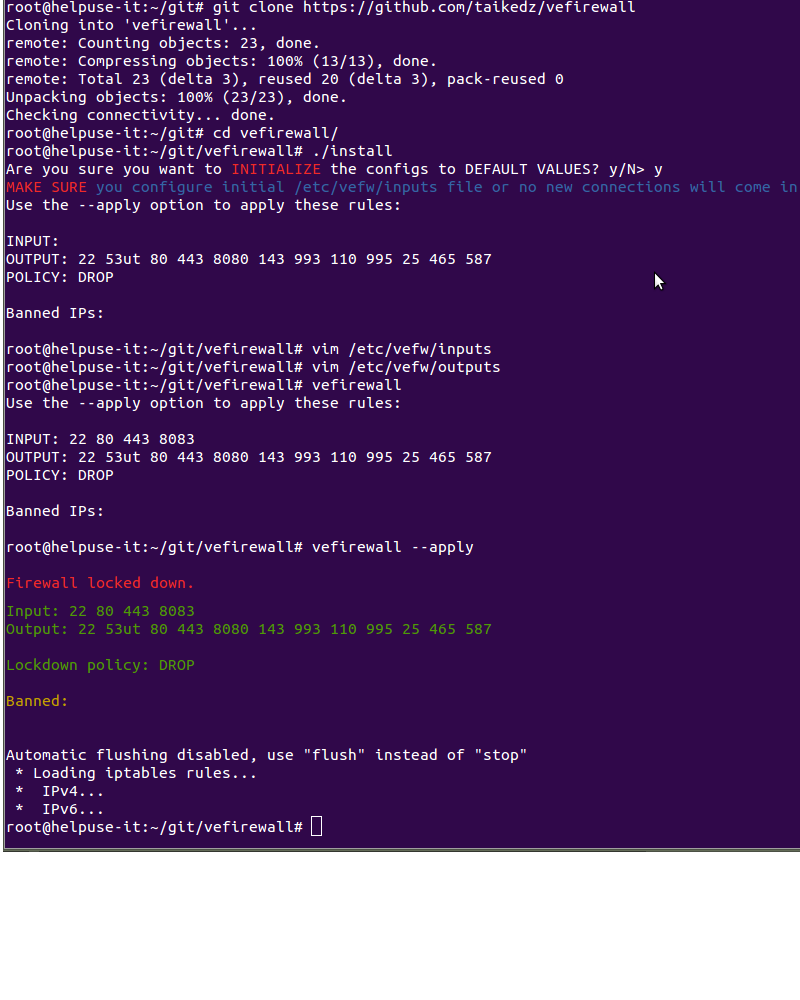 root@helpuse-it:~/git# git clone https://github.com/taikedz/vefirewall
Cloning into 'vefirewall'...
remote: Counting objects: 23, done.
remote: Compressing objects: 100% (13/13), done.
remote: Total 23 (delta 3), reused 20 (delta 3), pack-reused 0
Unpacking objects: 100% (23/23), done.
Checking connectivity... done.
root@helpuse-it:~/git# cd vefirewall/
root@helpuse-it:~/git/vefirewall# ./install
Are you sure you want to INITIALIZE the configs to DEFAULT VALUES? y/N> y
MAKE SURE you configure initial /etc/vefw/inputs file or no new connections will come in
Use the --apply option to apply these rules:
INPUT:
OUTPUT: 22 53ut 80 443 8080 143 993 110 995 25 465 587
POLICY: DROP
Banned IPs:
root@helpuse-it:~/git/vefirewall# vim /etc/vefw/inputs
root@helpuse-it:~/git/vefirewall# vim /etc/vefw/outputs
root@helpuse-it:~/git/vefirewall# vefirewall
Use the --apply option to apply these rules:
INPUT: 22 80 443 8083
OUTPUT: 22 53ut 80 443 8080 143 993 110 995 25 465 587
POLICY: DROP
Banned IPs:
root@helpuse-it:~/git/vefirewall# vefirewall --apply
Firewall locked down.
Input: 22 80 443 8083
Output: 22 53ut 80 443 8080 143 993 110 995 25 465 587
Lockdown policy: DROP
Banned:
Automatic flushing disabled, use "flush" instead of "stop"
 * Loading iptables rules...
 *  IPv4...
 *  IPv6...
root@helpuse-it:~/git/vefirewall#